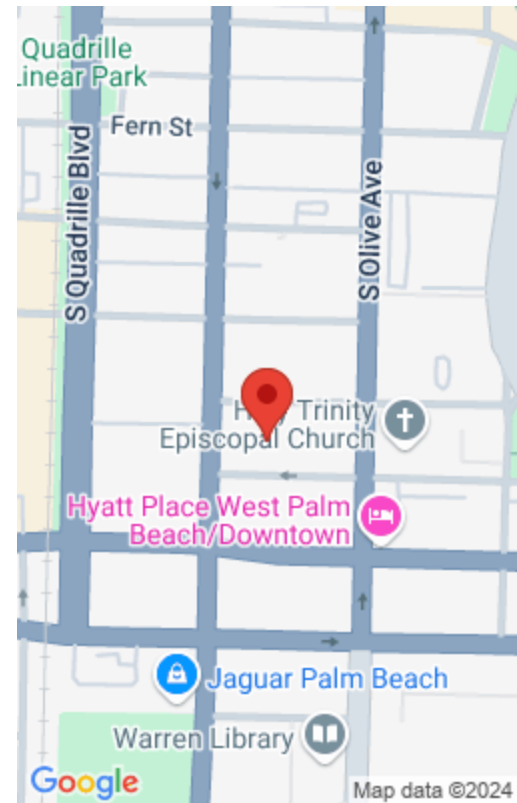 Quadrille
Linear Park
Fern St
S Quadrille Blvd
S Olive Ave
Trinity
Episcopal Church
Hyatt Place West Palm
Beach/Downtown
Jaguar Palm Beach
Warren Library
Google
Map data ©2024